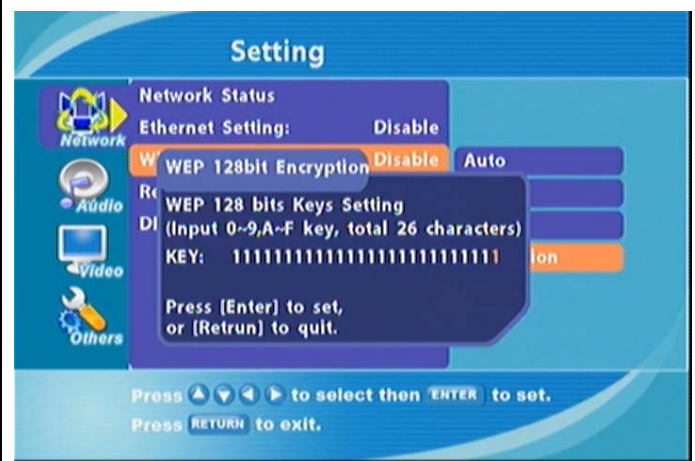 Setting
Network
Audio
Video
Others
Network Status
Ethernet Setting: Disable
Disable
Auto
WEP 128bit Encryption
WEP 128 bits Keys Setting
(Input 0~9,A~F key, total 26 characters)
KEY: 11111111111111111111111111
Press [Enter] to set,
or [Retrun] to quit.
Press to select then ENTER to set.
Press RETURN to exit.